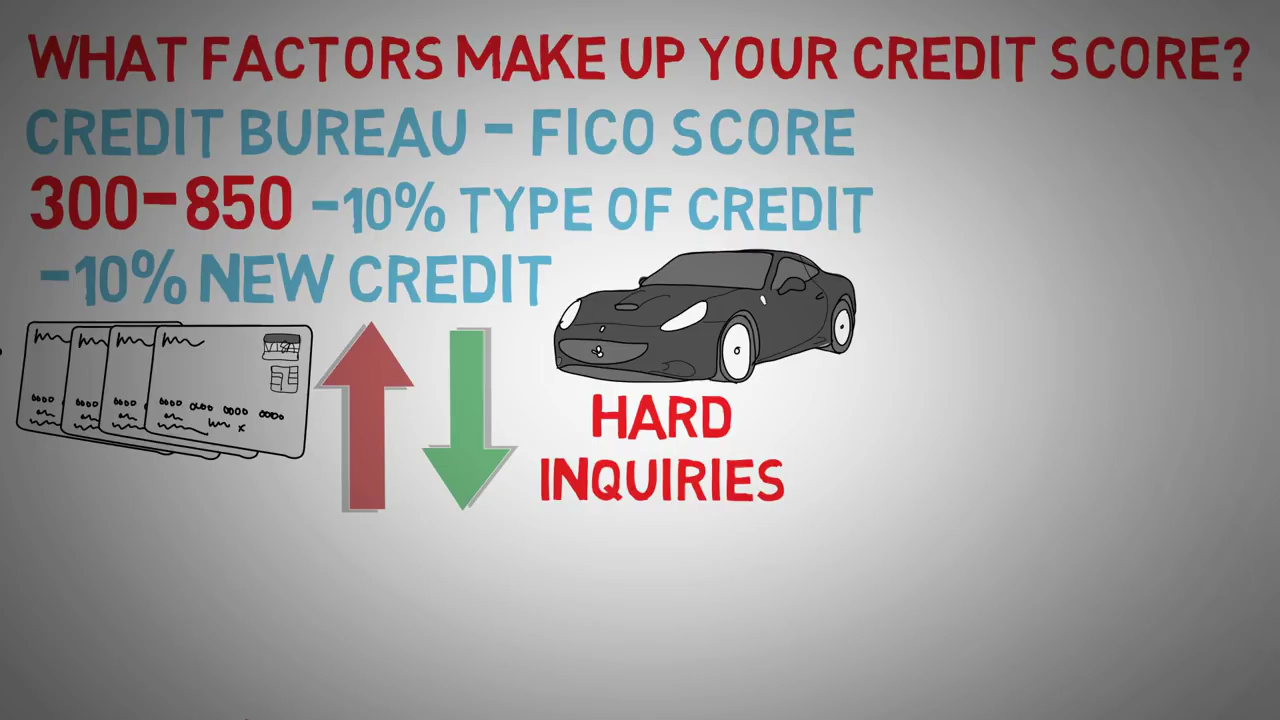 WHAT FACTORS MAKE UP YOUR CREDIT SCORE?
CREDIT BUREAU - FICO SCORE
300-850 -10% TYPE OF CREDIT
-10% NEW CREDIT
VISA
HARD
INQUIRIES